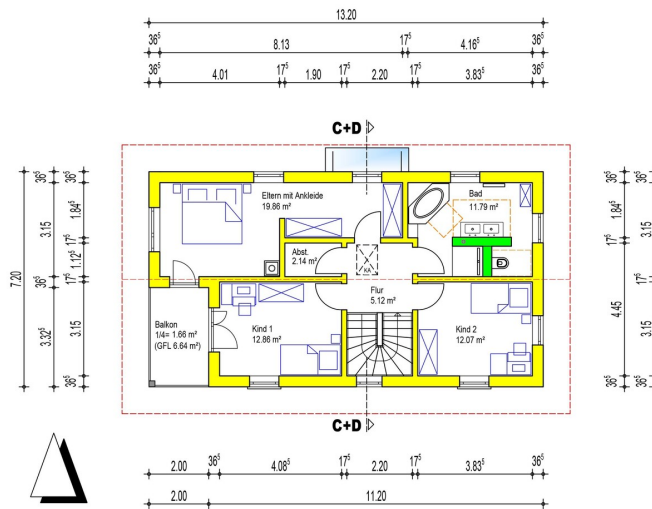 13.20
36⁵ 8.13 17⁵ 4.16⁵ 36⁵
4.01 17⁵ 1.90 17⁵ 2.20 17⁵ 3.83⁵
C+D
7.20
36⁵ 3.15 36⁵ 3.32⁵
36⁵ 1.84⁵ 17⁵ 1.12⁵ 17⁵ 3.15 36⁵
Eltern mit Ankleide
19.86 m²
Bad
11.79 m²
Abst.
2.14 m²
KA
Flur
5.12 m²
Balkon
1/4= 1.66 m²
(GFL 6.64 m²)
Kind 1
12.86 m²
Kind 2
12.07 m²
36⁵ 1.84⁵ 17⁵ 4.45 36⁵
36⁵ 3.15 17⁵ 3.15 36⁵
C+D
2.00 36⁵ 4.08⁵ 17⁵ 2.20 17⁵ 3.83⁵ 36⁵
2.00 11.20